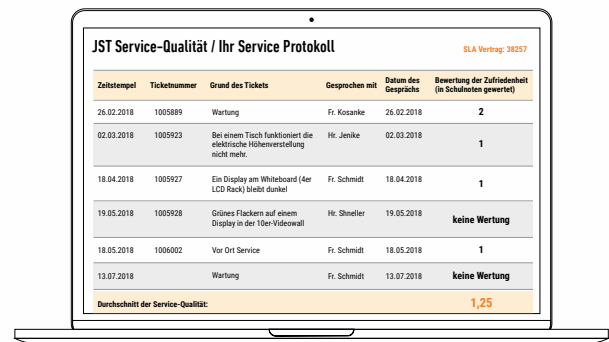 JST Service-Qualität / Ihr Service Protokoll
SLA Vertrag: 38257
Zeitstempel Ticketnummer Grund des Tickets Gesprochen mit Datum des Gesprächs Bewertung der Zufriedenheit (in Schulnoten gewertet)
26.02.2018 1005889 Wartung Fr. Kosanke 26.02.2018 2
02.03.2018 1005923 Bei einem Tisch funktioniert die Hr. Jenike 02.03.2018
elektrische Höhenverstellung 1
nicht mehr.
18.04.2018 1005927 Ein Display am Whiteboard (4er Fr. Schmidt 18.04.2018 1
LCD Rack) bleibt dunkel
19.05.2018 1005928 Grünes Flackern auf einem Hr. Shneller 19.05.2018 keine Wertung
Display in der 10er-Videowall
18.05.2018 1006002 Vor Ort Service Fr. Schmidt 18.05.2018 1
13.07.2018 Wartung Fr. Schmidt 13.07.2018 keine Wertung
Durchschnitt der Service-Qualität: 1,25